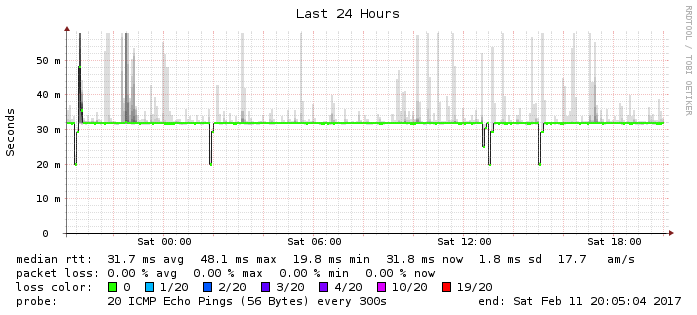 Last 24 Hours
RRDTOOL / TOBI OETIKER
Seconds
50 m
40 m
30 m
20 m
10 m
0
Sat 00:00 Sat 06:00 Sat 12:00 Sat 18:00
median rtt: 31.7 ms avg 48.1 ms max 19.8 ms min 31.8 ms now 1.8 ms sd 17.7 am/s
packet loss: 0.00 % avg 0.00 % max 0.00 % min 0.00 % now
loss color: 0 1/20 2/20 3/20 4/20 10/20 19/20
probe: 20 ICMP Echo Pings (56 Bytes) every 300s end: Sat Feb 11 20:05:04 2017